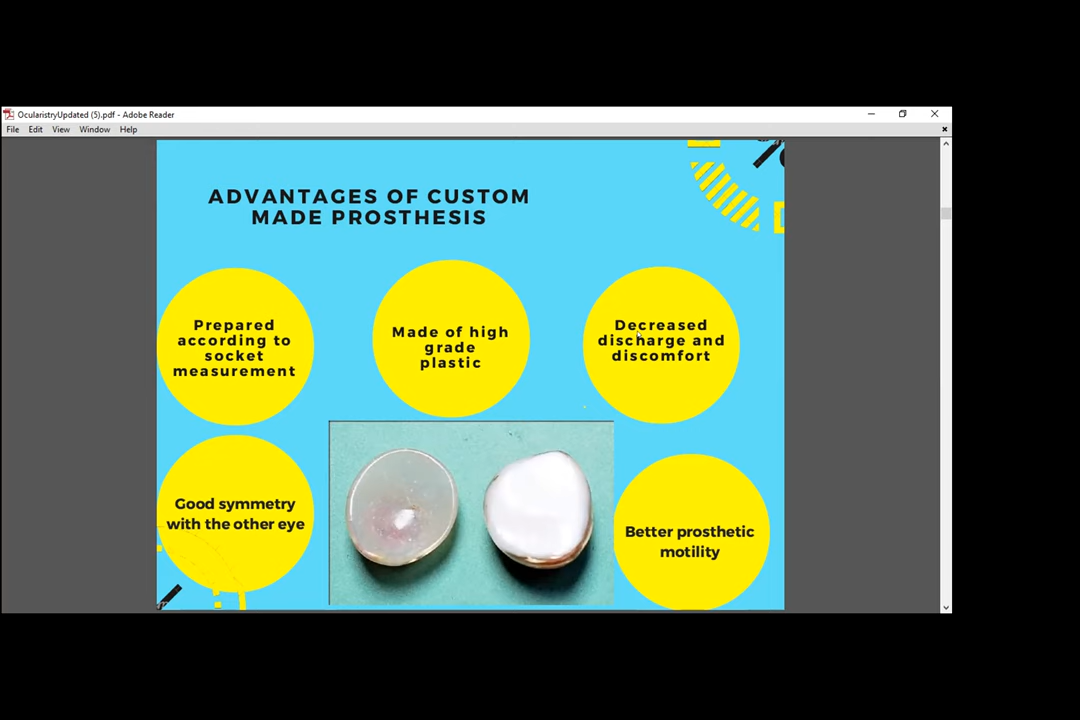 OcularistryUpdated (5).pdf - Adobe Reader
File Edit View Window Help
ADVANTAGES OF CUSTOM
MADE PROSTHESIS
Prepared
according to
socket
measurement
Made of high
grade
plastic
Decreased
discharge and
discomfort
Good symmetry
with the other eye
Better prosthetic
motility